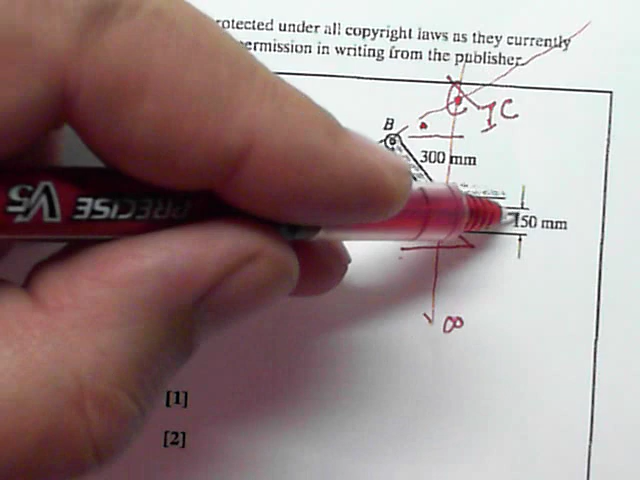 rotected under all copyright laws as they currently
ermission in writing from the publisher.
IC
B
300 mm
PRECISE V5
150 mm
∞
[1]
[2]